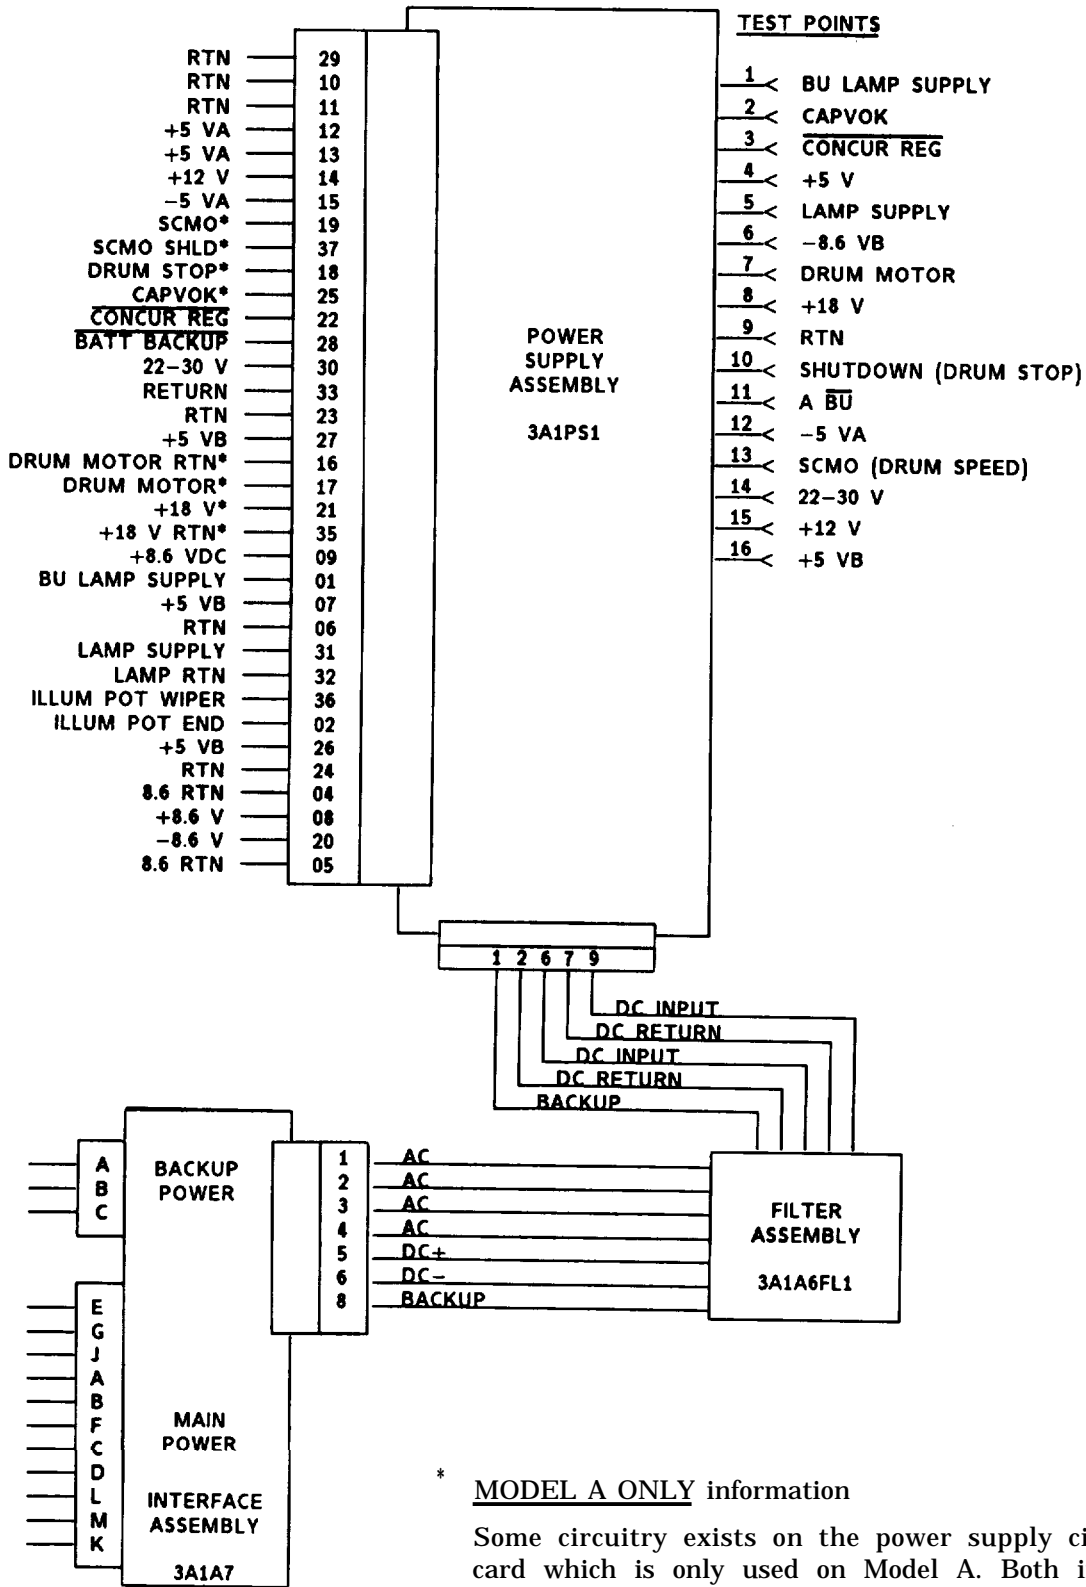 RTN 29
RTN 10
RTN 11
+5 VA 12
+5 VA 13
+12 V 14
-5 VA 15
SCMO* 19
SCMO SHLD* 37
DRUM STOP* 18
CAPVOK* 25
CONCUR REG 22
BATT BACKUP 28
22-30 V 30
RETURN 33
RTN 23
+5 VB 27
DRUM MOTOR RTN* 16
DRUM MOTOR* 17
+18 V* 21
+18 V RTN* 35
+8.6 VDC 09
BU LAMP SUPPLY 01
+5 VB 07
RTN 06
LAMP SUPPLY 31
LAMP RTN 32
ILLUM POT WIPER 36
ILLUM POT END 02
+5 VB 26
RTN 24
8.6 RTN 04
+8.6 V 08
-8.6 V 20
8.6 RTN 05
POWER
SUPPLY
ASSEMBLY
3A1PS1
TEST POINTS
1 BU LAMP SUPPLY
2 CAPVOK
3 CONCUR REG
4 +5 V
5 LAMP SUPPLY
6 -8.6 VB
7 DRUM MOTOR
8 +18 V
9 RTN
10 SHUTDOWN (DRUM STOP)
11 A BU
12 -5 VA
13 SCMO (DRUM SPEED)
14 22-30 V
15 +12 V
16 +5 VB
1 2 6 7 9
DC INPUT
DC RETURN
DC INPUT
DC RETURN
BACKUP
A
B
C
BACKUP
POWER
1 AC
2 AC
3 AC
4 AC
5 DC+
6 DC-
8 BACKUP
FILTER
ASSEMBLY
3A1A6FL1
E
G
J
A
B
F
C
D
L
M
K
MAIN
POWER
INTERFACE
ASSEMBLY
3A1A7
* MODEL A ONLY information
Some circuitry exists on the power supply ci
card which is only used on Model A. Both i